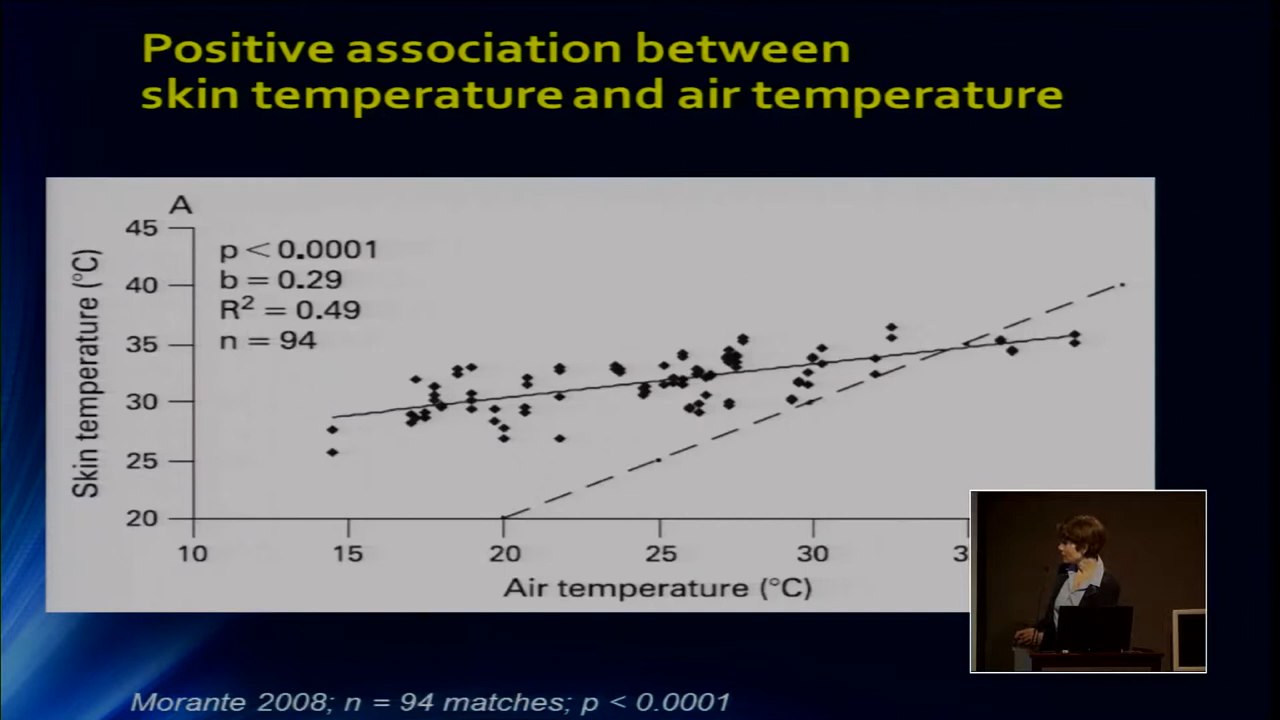 Positive association between
skin temperature and air temperature
A
45
40
35
30
25
20
Skin temperature (°C)
p < 0.0001
b = 0.29
R² = 0.49
n = 94
10 15 20 25 30 3
Air temperature (°C)
Morante 2008; n = 94 matches; p < 0.0001